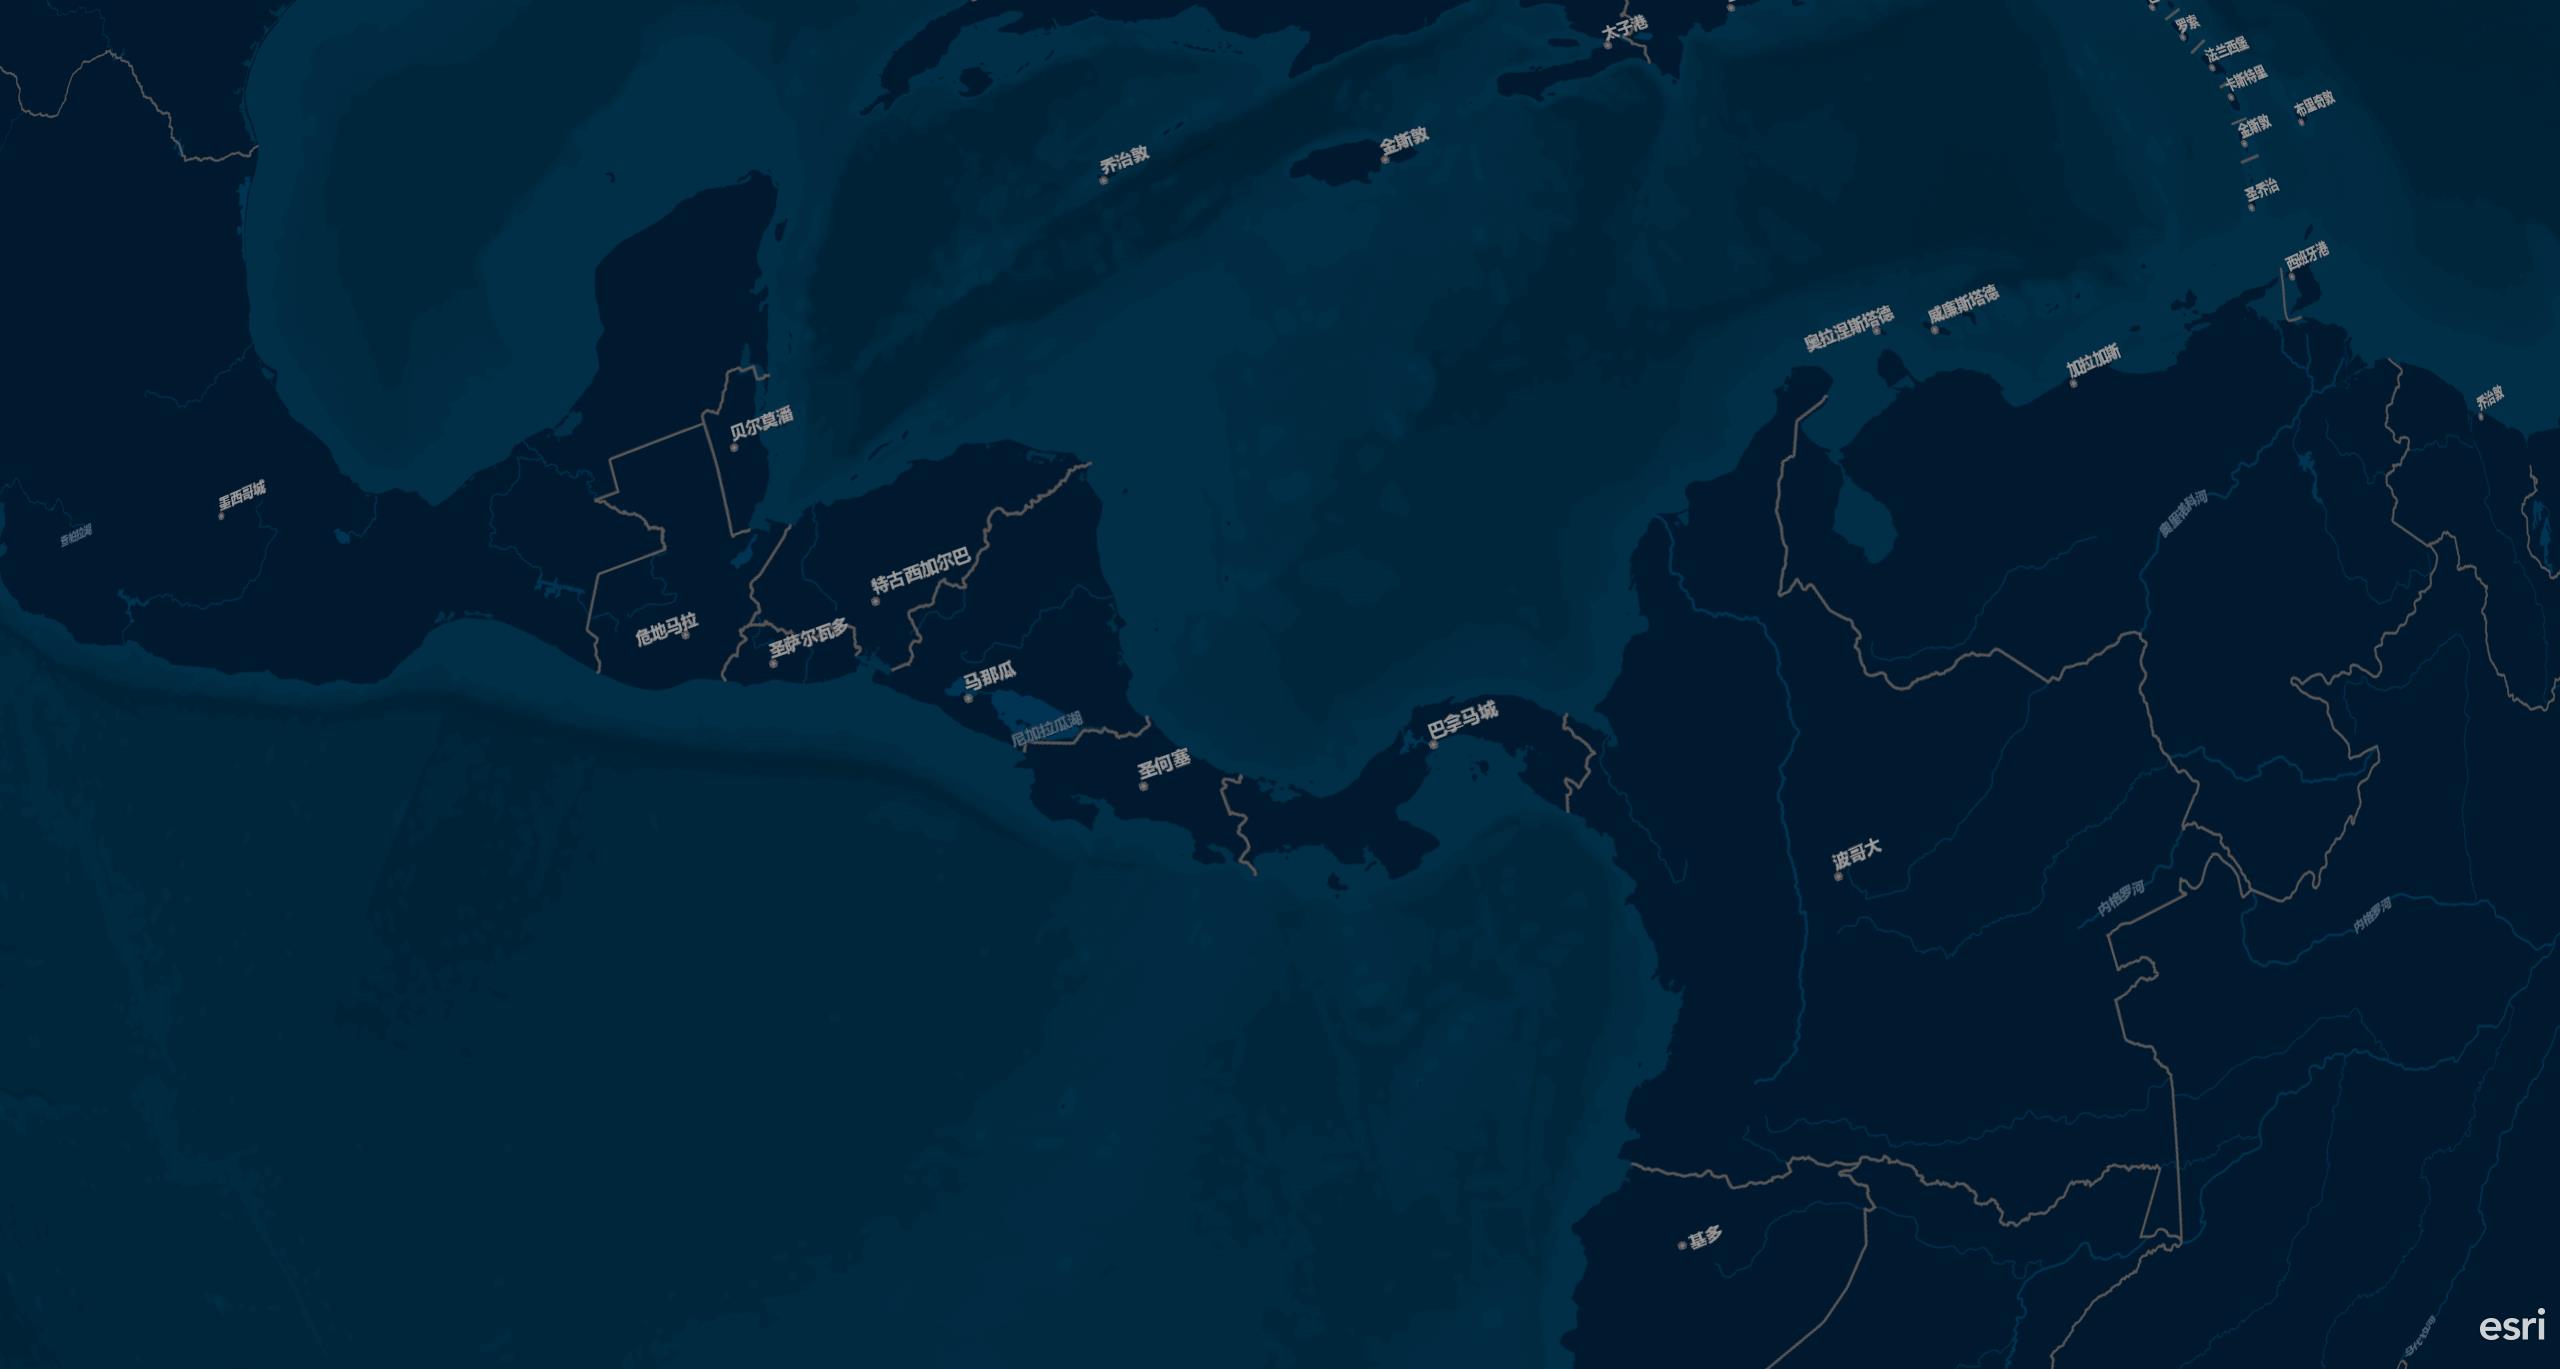 太子港
罗索
法兰西堡
卡斯特里
布里奇敦
金斯敦
金斯敦
乔治敦
圣乔治
西班牙港
威廉斯塔德
奥拉涅斯塔德
加拉加斯
乔治敦
贝尔莫潘
墨西哥城
奥里诺科河
查帕拉湖
特古西加尔巴
危地马拉
圣萨尔瓦多
马那瓜
尼加拉瓜湖
巴拿马城
圣何塞
波哥大
内格罗河
内格罗河
基多
esri